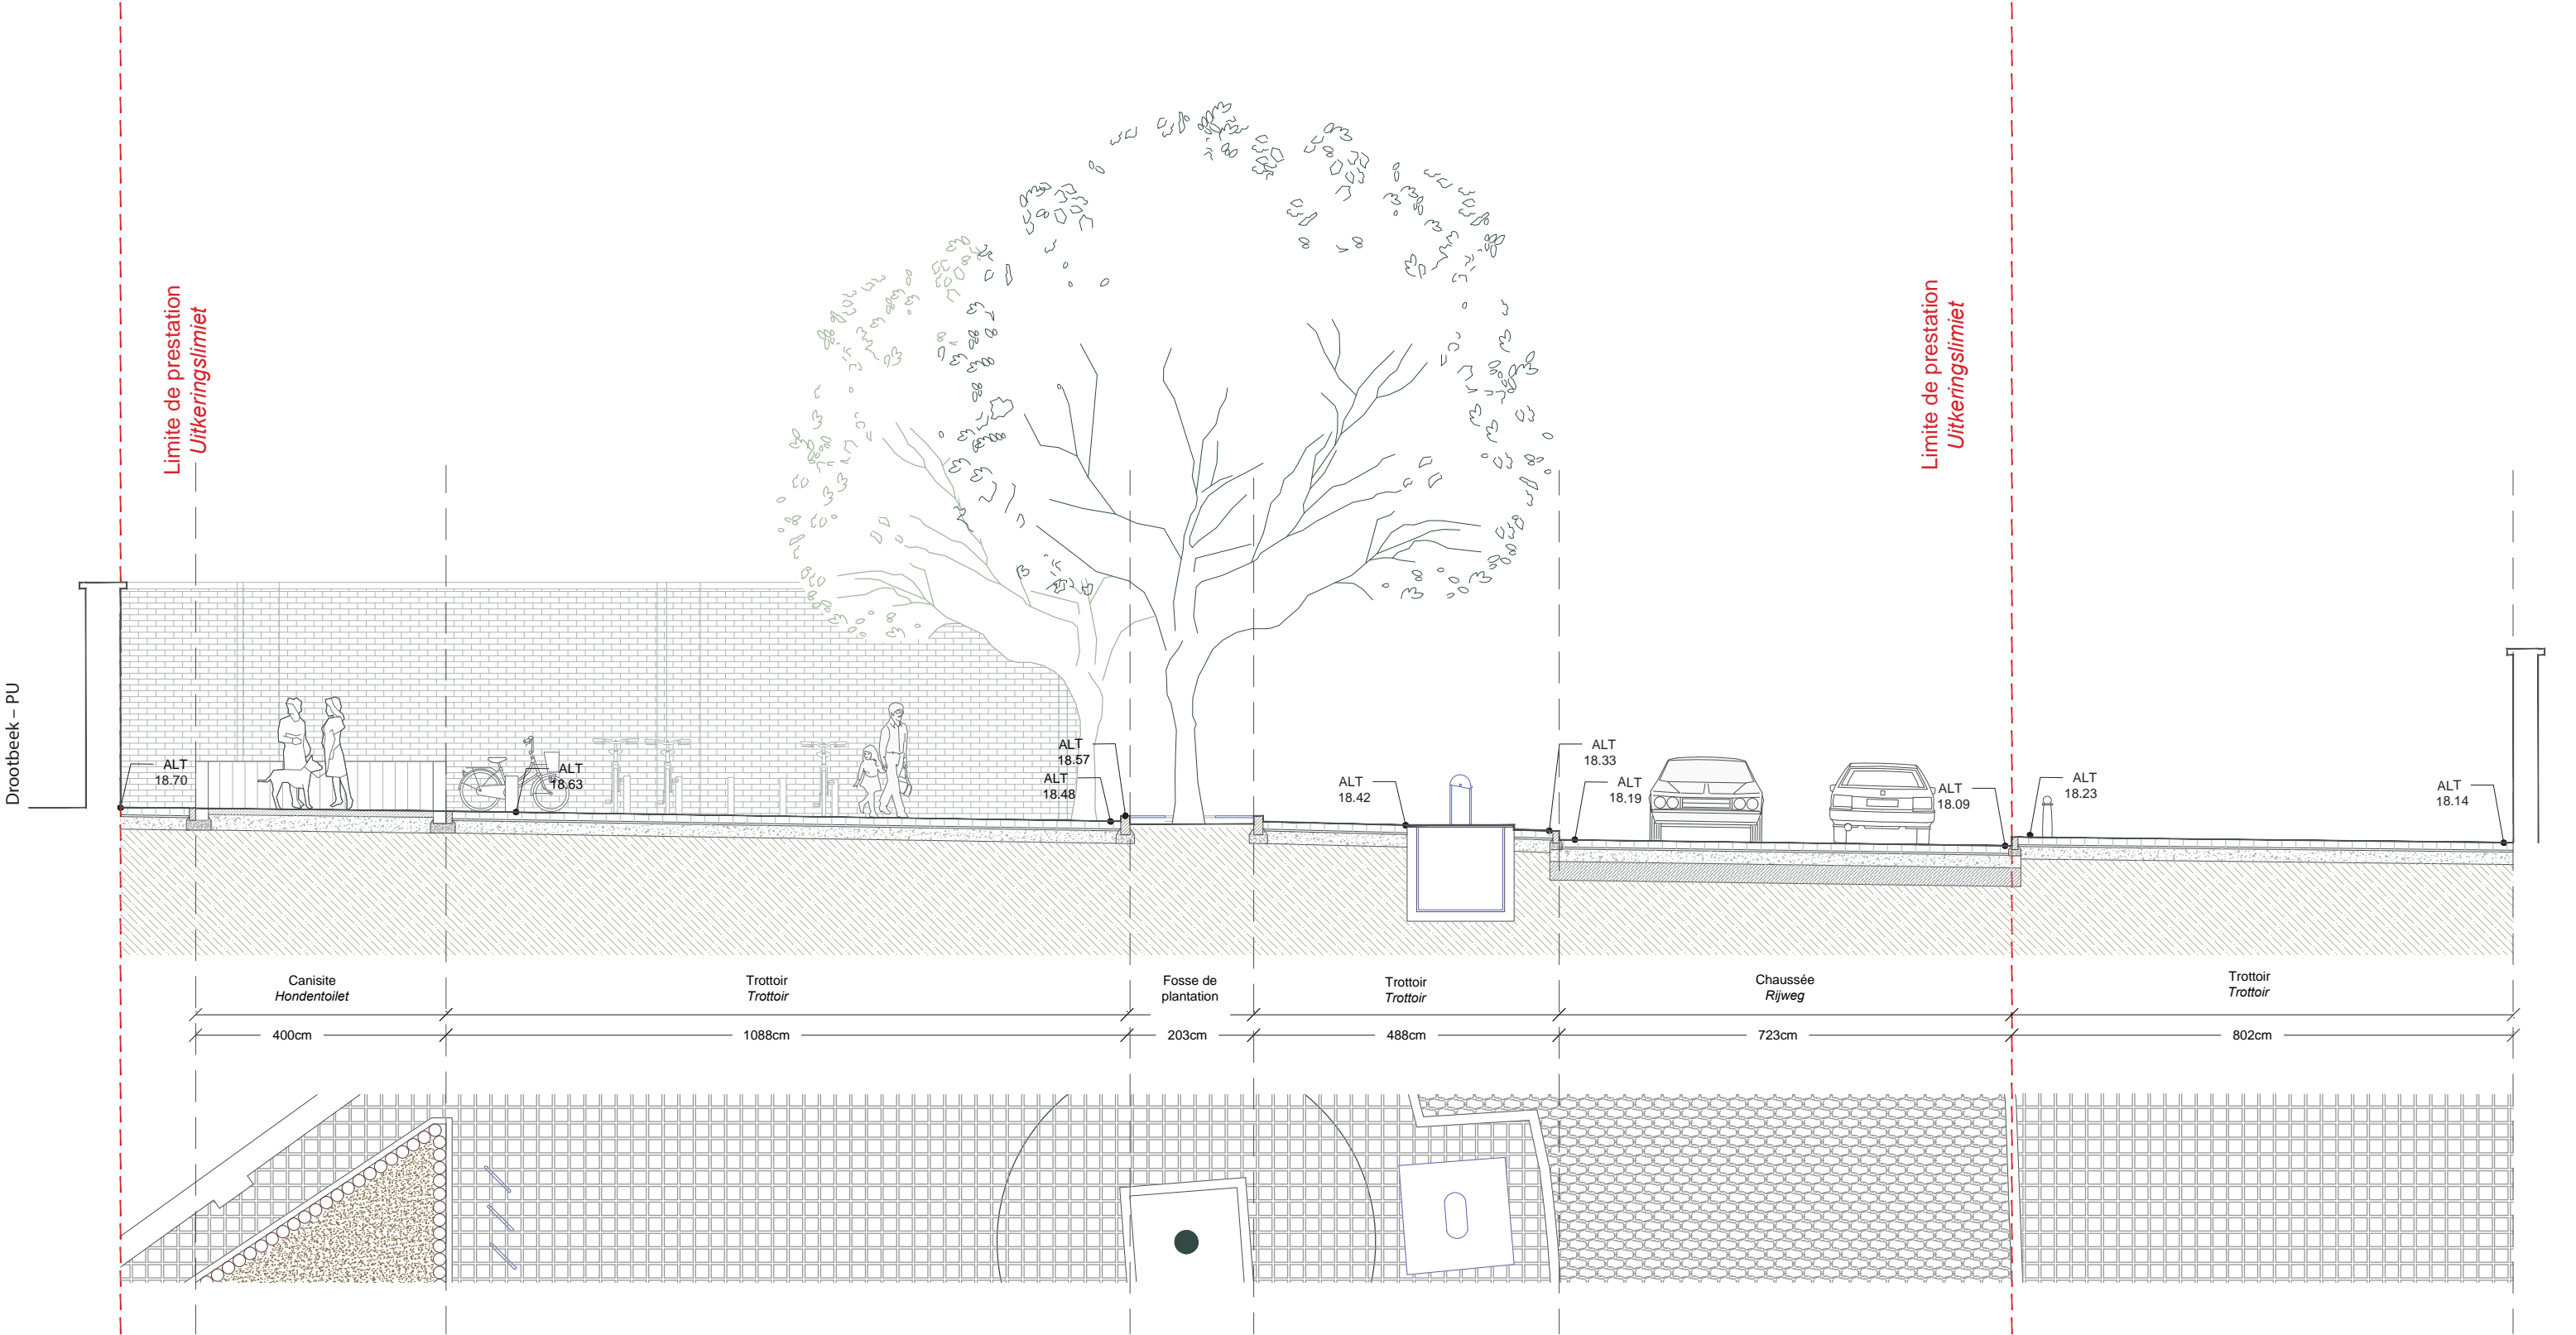 Limite de prestation
Uitkeringslimiet
Limite de prestation
Uitkeringslimiet
Drootbeek – PU
ALT
18.70
ALT
18.63
ALT
18.57
ALT
18.48
ALT
18.42
ALT
18.33
ALT
18.19
ALT
18.09
ALT
18.23
ALT
18.14
Canisite
Hondentoilet
Trottoir
Trottoir
Fosse de
plantation
Trottoir
Trottoir
Chaussée
Rijweg
Trottoir
Trottoir
400cm
1088cm
203cm
488cm
723cm
802cm